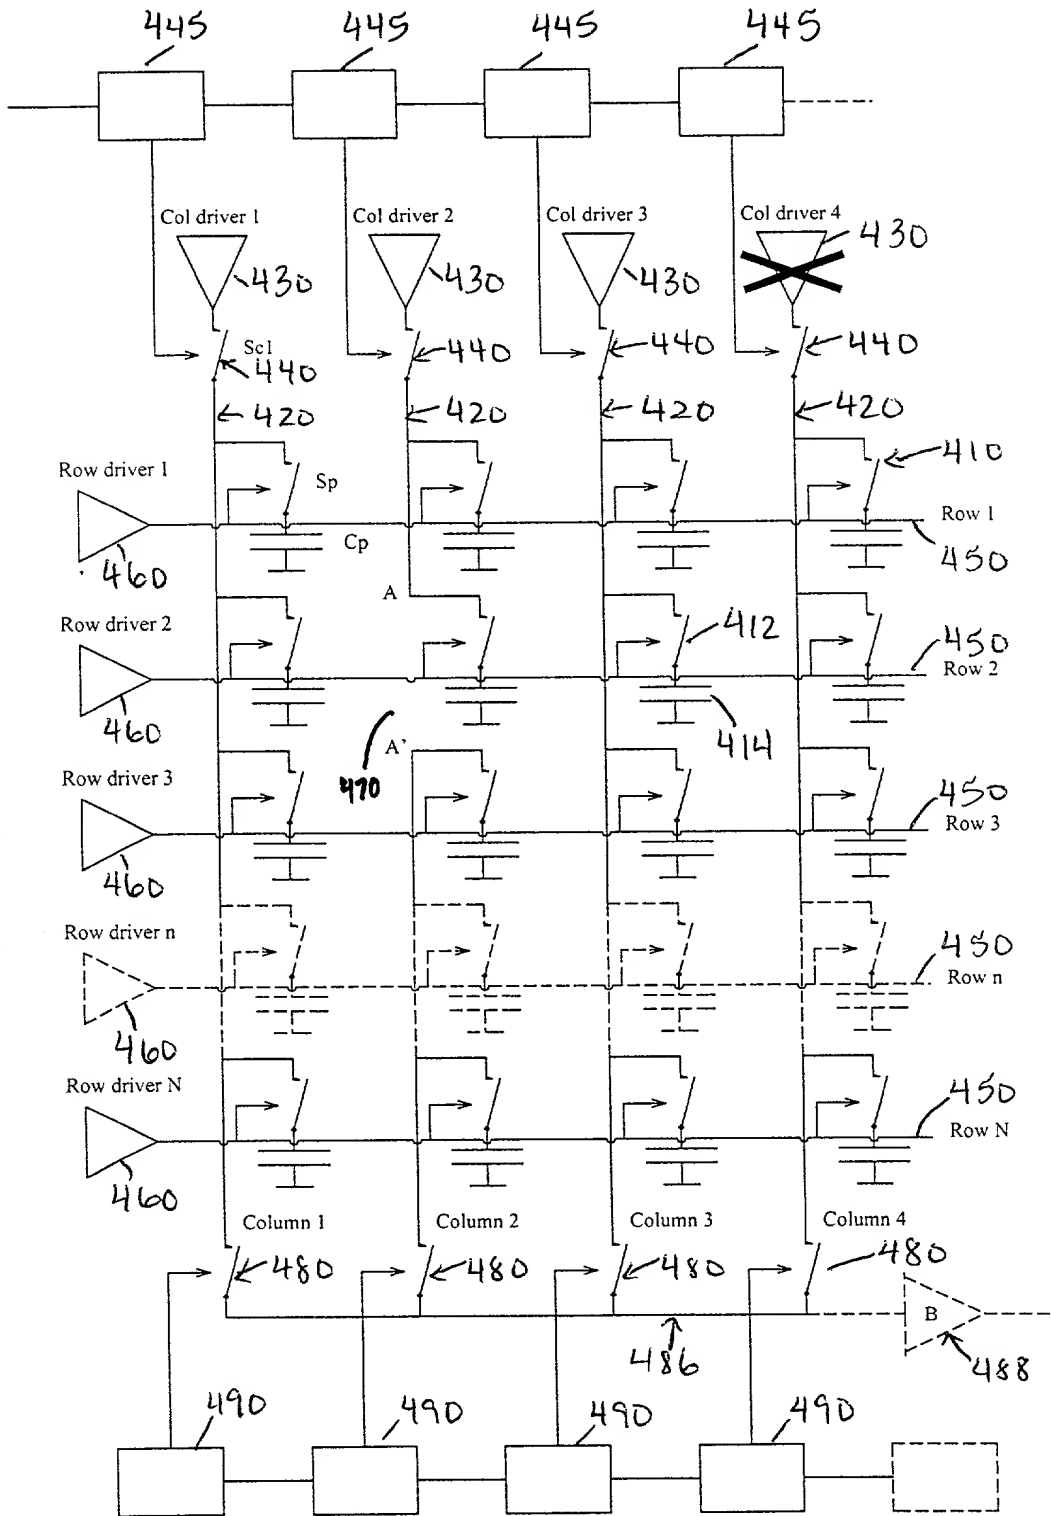 445 445 445 445
Col driver 1 Col driver 2 Col driver 3 Col driver 4
430 430 430 430
Sc1 440 440 440 440
420 420 420 420
410
Row driver 1 Sp
Row 1
460 Cp 450
A
Row driver 2 412 450
Row 2
460 414
470 A'
Row driver 3 450
Row 3
460
Row driver n 450
Row n
460
Row driver N 450
Row N
460
Column 1 Column 2 Column 3 Column 4
480 480 480 480
B
486 488
490 490 490 490